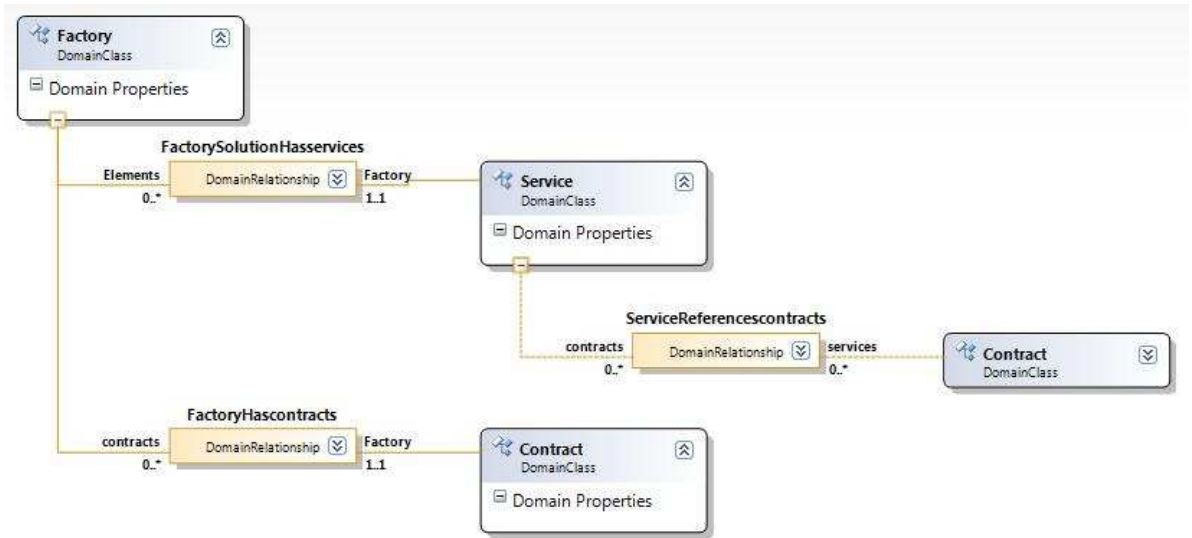 Factory
DomainClass
Domain Properties
FactorySolutionHasservices
Elements
DomainRelationship
Factory
0..*
1..1
Service
DomainClass
Domain Properties
ServiceReferencescontracts
contracts
DomainRelationship
services
0..*
0..*
Contract
DomainClass
FactoryHascontracts
contracts
DomainRelationship
Factory
0..*
1..1
Contract
DomainClass
Domain Properties